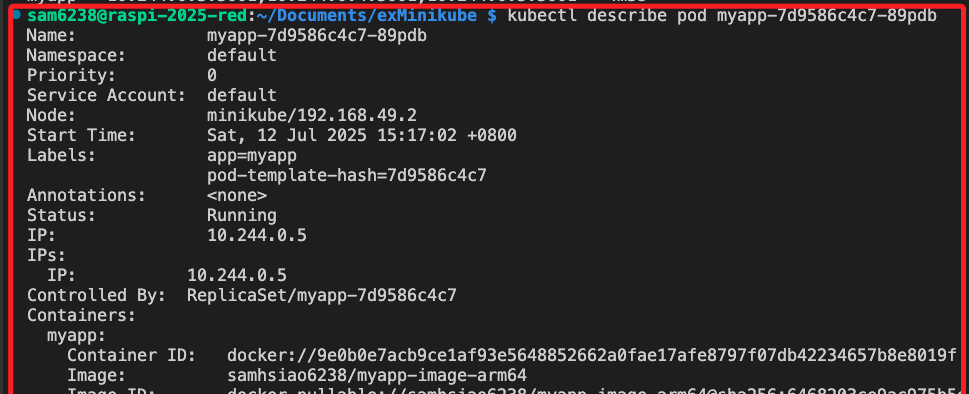 sam6238@raspi-2025-red:~/Documents/exMinikube $ kubectl describe pod myapp-7d9586c4c7-89pdb
Name:             myapp-7d9586c4c7-89pdb
Namespace:        default
Priority:         0
Service Account:  default
Node:             minikube/192.168.49.2
Start Time:       Sat, 12 Jul 2025 15:17:02 +0800
Labels:           app=myapp
                  pod-template-hash=7d9586c4c7
Annotations:      <none>
Status:           Running
IP:               10.244.0.5
IPs:
  IP:           10.244.0.5
Controlled By:  ReplicaSet/myapp-7d9586c4c7
Containers:
  myapp:
    Container ID:   docker://9e0b0e7acb9ce1af93e5648852662a0fae17afe8797f07db42234657b8e8019f
    Image:          samhsiao6238/myapp-image-arm64
    Image ID: